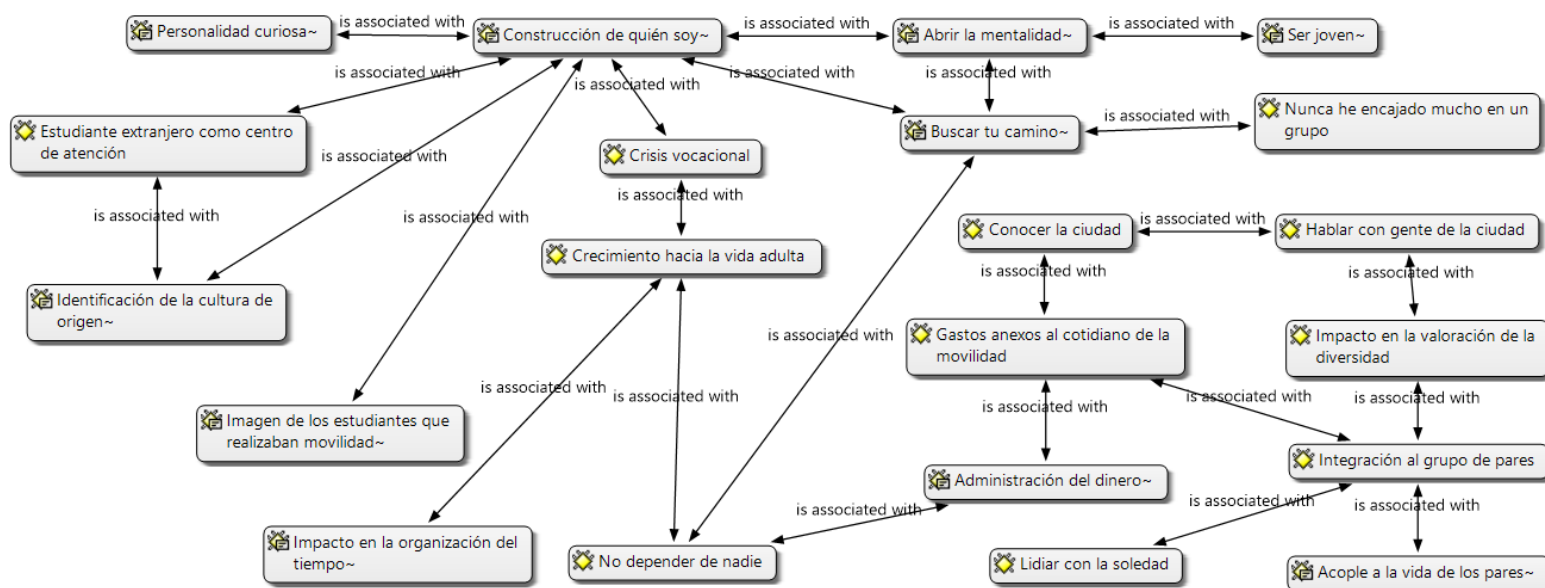 Personalidad curiosa~
is associated with
Construcción de quién soy~
is associated with
Abrir la mentalidad~
is associated with
Ser joven~
is associated with
is associated with
is associated with
is associated with
is associated with
Estudiante extranjero como centro
de atención
Buscar tu camino~
is associated with
Nunca he encajado mucho en un
grupo
is associated with
Crisis vocacional
is associated with
is associated with
is associated with
Conocer la ciudad
is associated with
Hablar con gente de la ciudad
Crecimiento hacia la vida adulta
is associated with
is associated with
Identificación de la cultura de
origen~
is associated with
Gastos anexos al cotidiano de la
movilidad
Impacto en la valoración de la
diversidad
is associated with
is associated with
is associated with
is associated with
is associated with
Imagen de los estudiantes que
realizaban movilidad~
Integración al grupo de pares
Administración del dinero~
is associated with
is associated with
is associated with
Impacto en la organización del
tiempo~
No depender de nadie
Lidiar con la soledad
Acople a la vida de los pares~